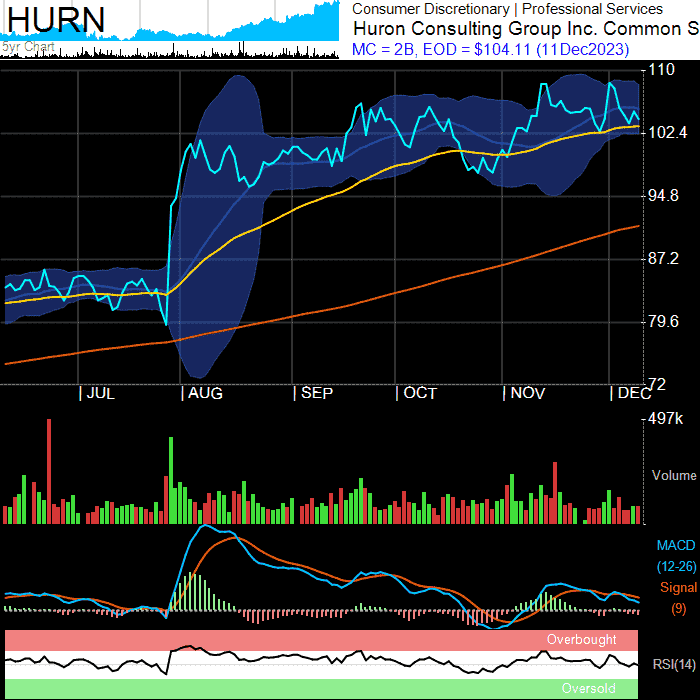 HURN
5yr Chart
Consumer Discretionary | Professional Services
Huron Consulting Group Inc. Common S
MC = 2B, EOD = $104.11 (11Dec2023)
110
102.4
94.8
87.2
79.6
72
JUL AUG SEP OCT NOV DEC
497k
Volume
MACD
(12-26)
Signal
(9)
Overbought
RSI(14)
Oversold